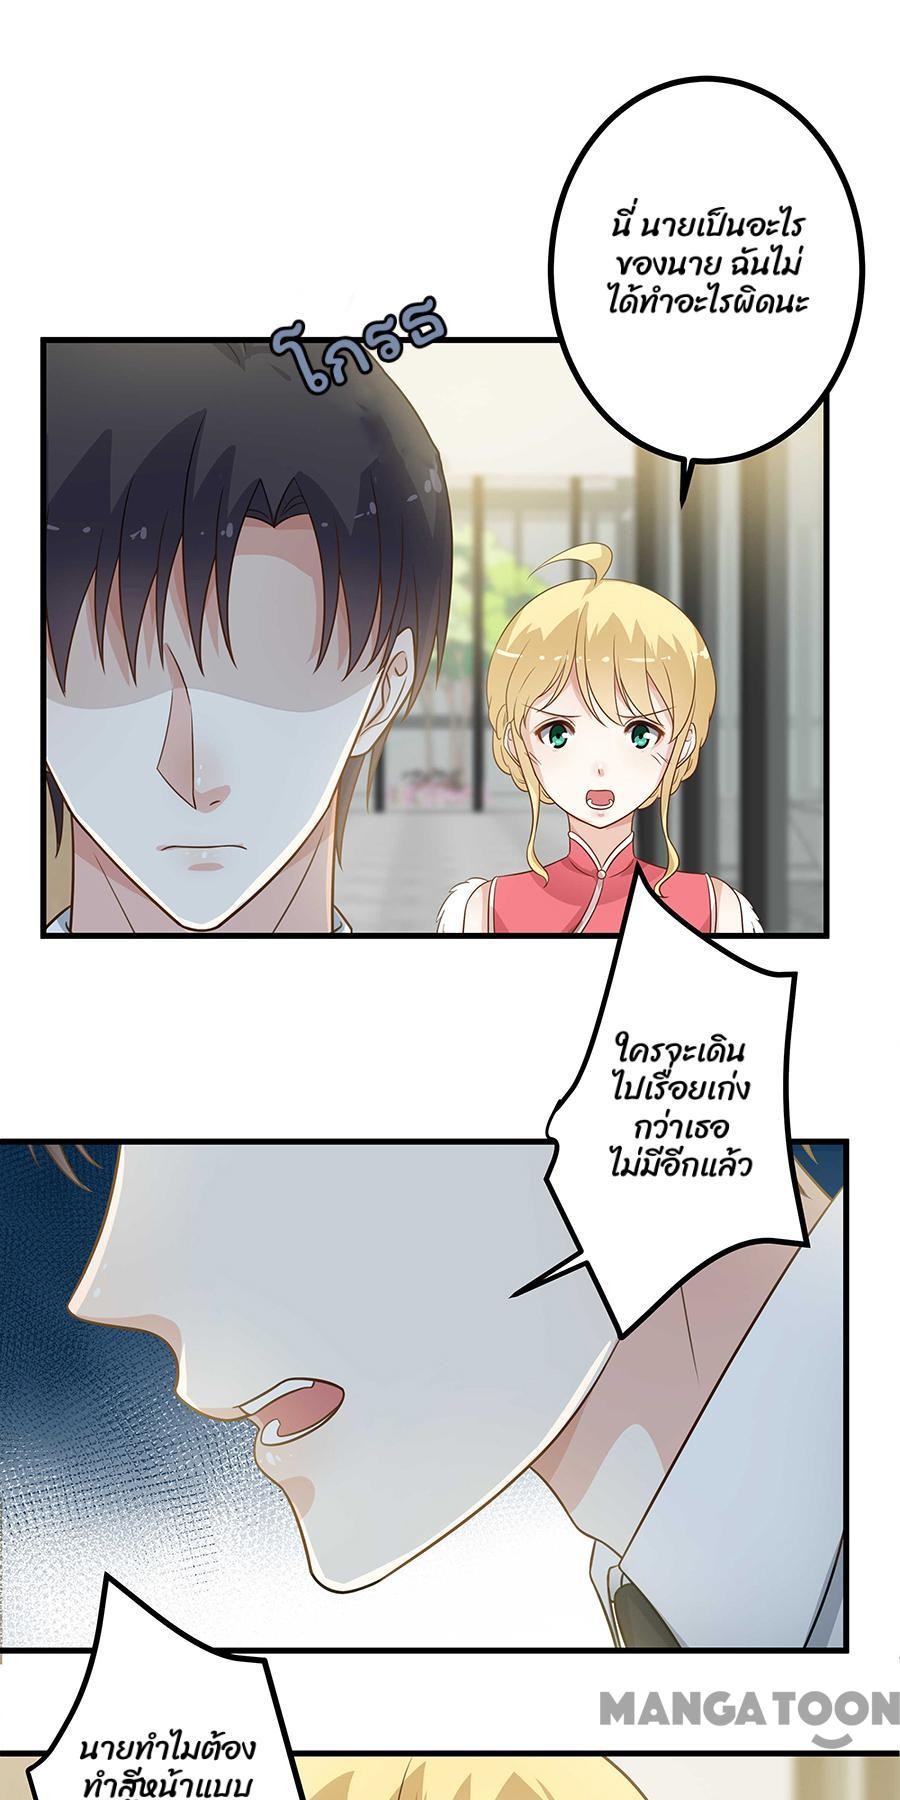 นี่ นายเป็นอะไร
ของนาย ฉันไม่
ได้ทำอะไรผิดนะ
โกรธ
ใครจะเดิน
ไปเรื่อยเก่ง
กว่าเธอ
ไม่มีอีกแล้ว
MANGATOON
นายทำไมต้อง
ทำสีหน้าแบบ